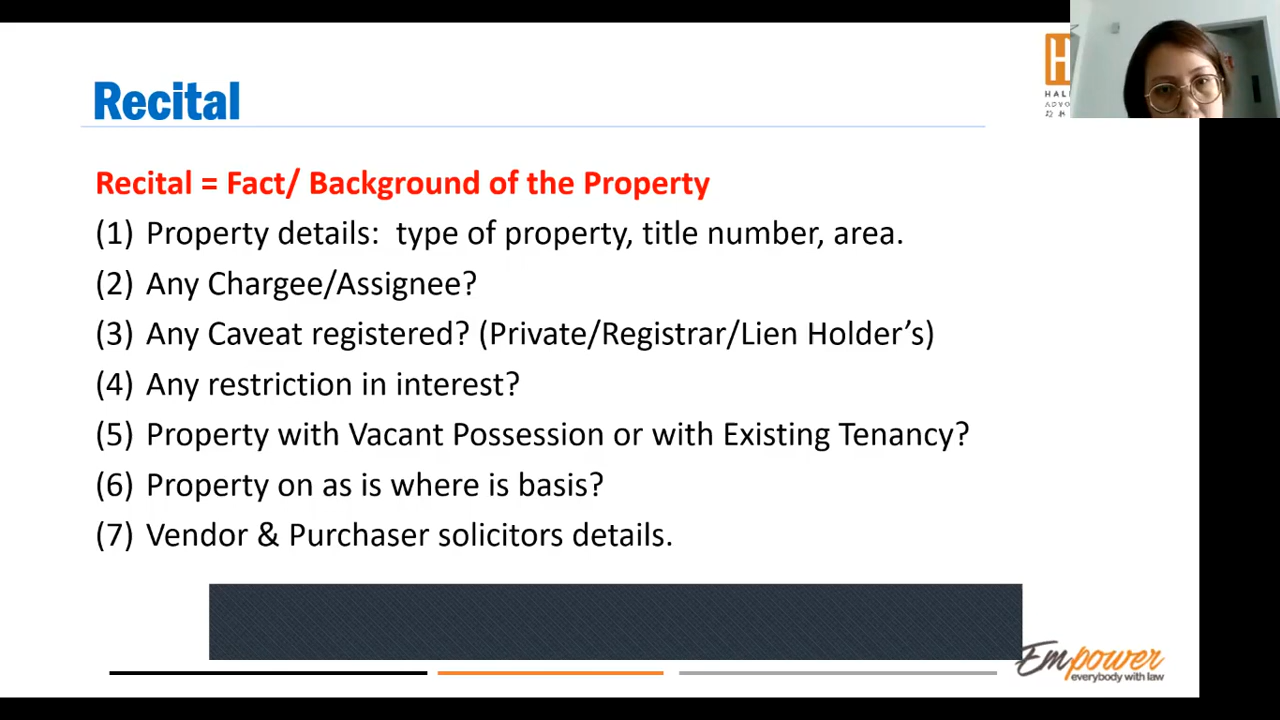 Recital
H
HAL
Recital = Fact/ Background of the Property
(1) Property details: type of property, title number, area.
(2) Any Chargee/Assignee?
(3) Any Caveat registered? (Private/Registrar/Lien Holder’s)
(4) Any restriction in interest?
(5) Property with Vacant Possession or with Existing Tenancy?
(6) Property on as is where is basis?
(7) Vendor & Purchaser solicitors details.
Empower
everybody with law